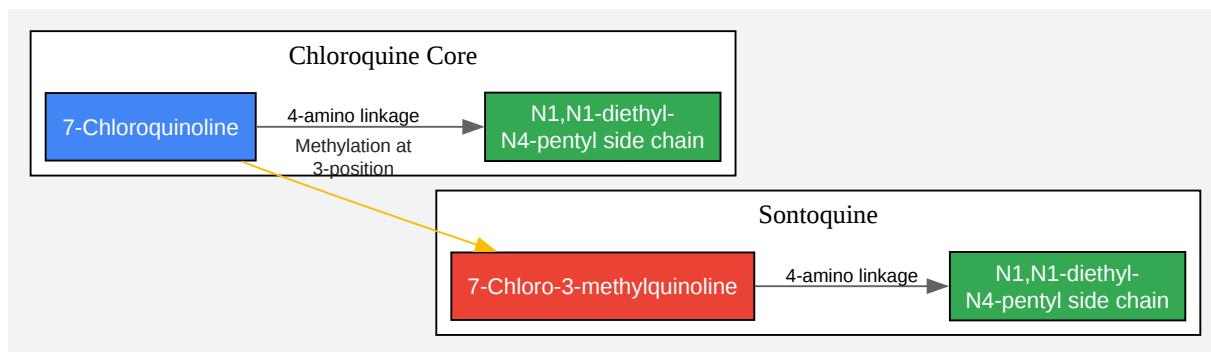 Chloroquine Core
7-Chloroquinoline
4-amino linkage
N1,N1-diethyl-
N4-pentyl side chain
Methylation at
3-position
Sontoquine
7-Chloro-3-methylquinoline
4-amino linkage
N1,N1-diethyl-
N4-pentyl side chain